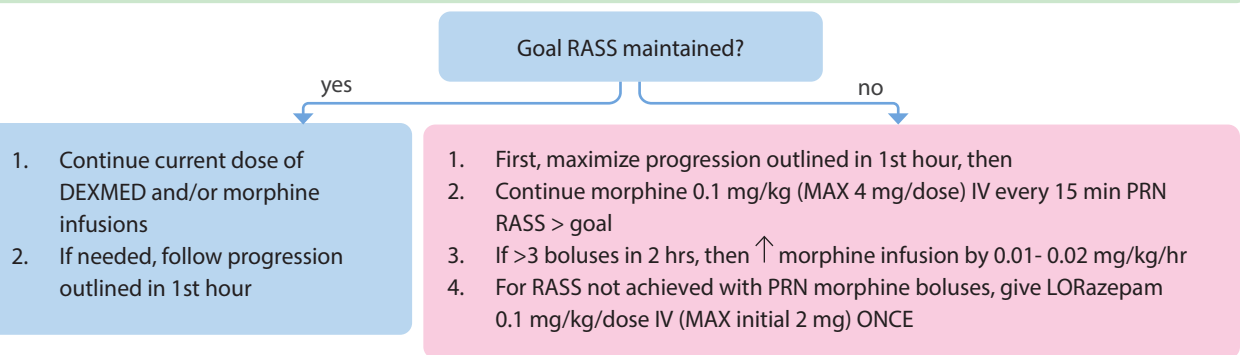 Goal RASS maintained?
yes
no
1. Continue current dose of
DEXMED and/or morphine
infusions
2. If needed, follow progression
outlined in 1st hour
1. First, maximize progression outlined in 1st hour, then
2. Continue morphine 0.1 mg/kg (MAX 4 mg/dose) IV every 15 min PRN
RASS > goal
3. If >3 boluses in 2 hrs, then ↑ morphine infusion by 0.01- 0.02 mg/kg/hr
4. For RASS not achieved with PRN morphine boluses, give LORazepam
0.1 mg/kg/dose IV (MAX initial 2 mg) ONCE